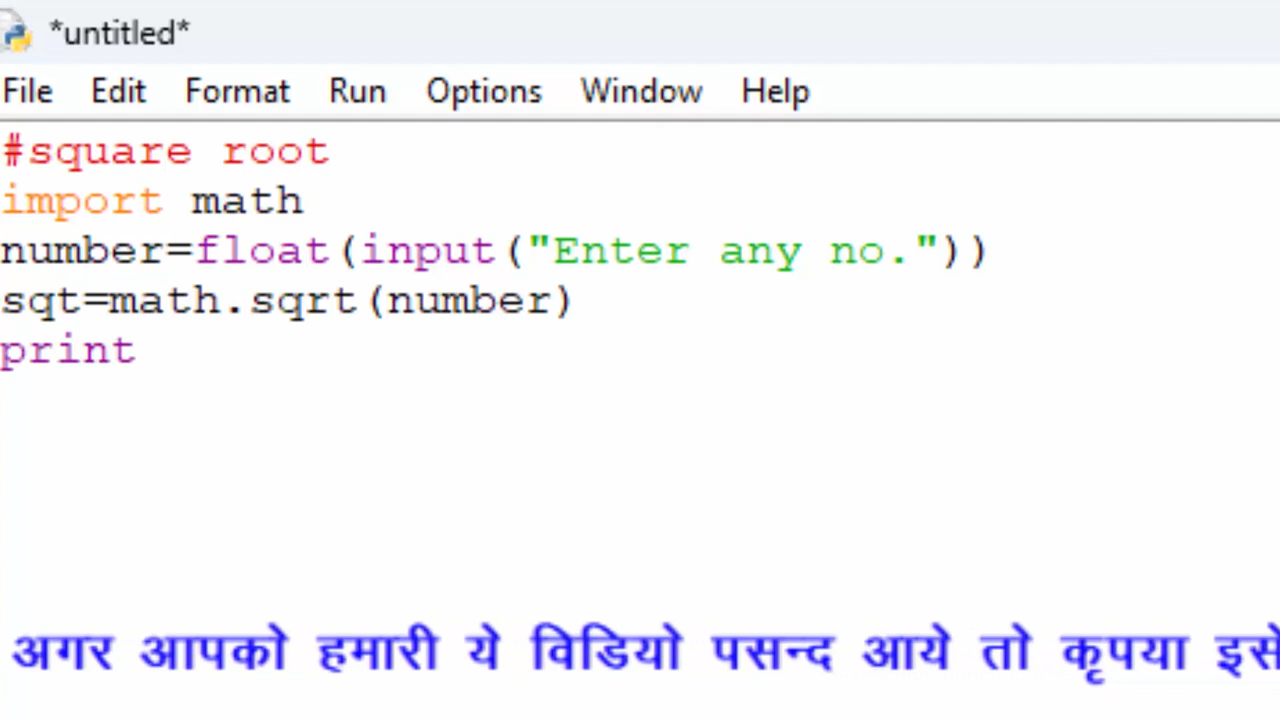 *untitled*
File Edit Format Run Options Window Help
#square root
import math
number=float(input("Enter any no."))
sqt=math.sqrt(number)
print
अगर आपको हमारी ये विडियो पसन्द आये तो कृपया इसे